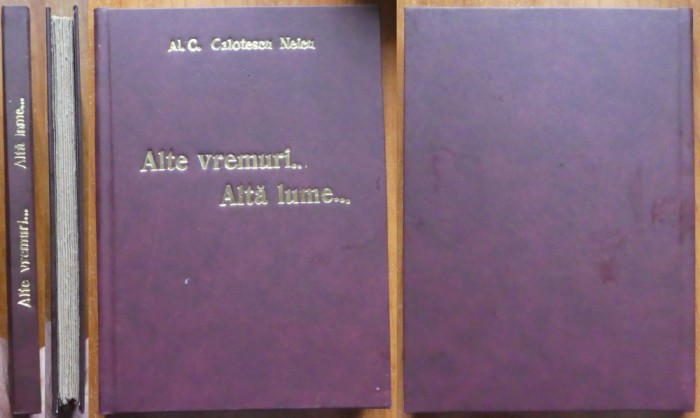 Alte vremuri... Altă lume...
Al. C. Calotescu Neicu
Alte vremuri...
Altă lume...